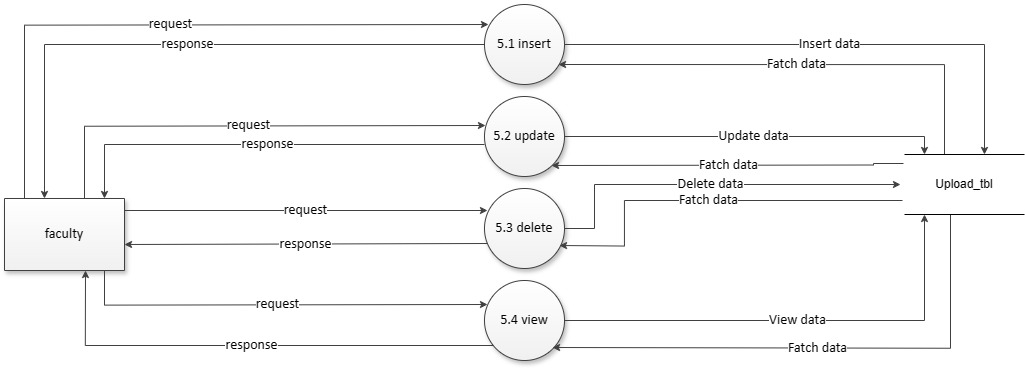 request
response
5.1 insert
Insert data
Fatch data
request
response
5.2 update
Update data
Fatch data
Delete data
Fatch data
Upload_tbl
faculty
request
response
5.3 delete
request
response
5.4 view
View data
Fatch data